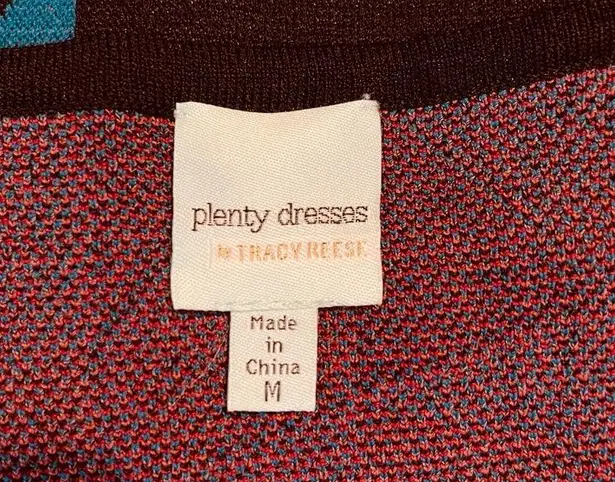 plenty dresses
by TRACY REESE
Made
in
China
M